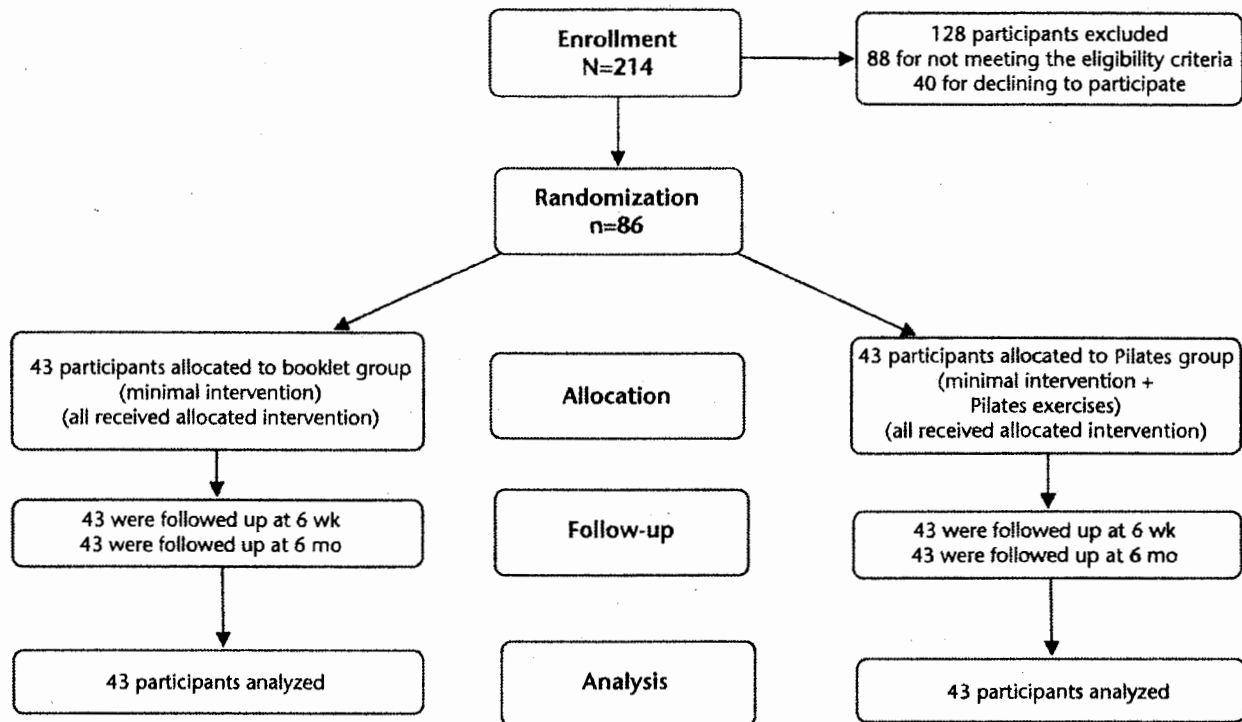 Enrollment
N=214
128 participants excluded
88 for not meeting the eligibility criteria
40 for declining to participate
Randomization
n=86
43 participants allocated to booklet group
(minimal intervention)
(all received allocated intervention)
Allocation
43 participants allocated to Pilates group
(minimal intervention +
Pilates exercises)
(all received allocated intervention)
43 were followed up at 6 wk
43 were followed up at 6 mo
Follow-up
43 were followed up at 6 wk
43 were followed up at 6 mo
43 participants analyzed
Analysis
43 participants analyzed